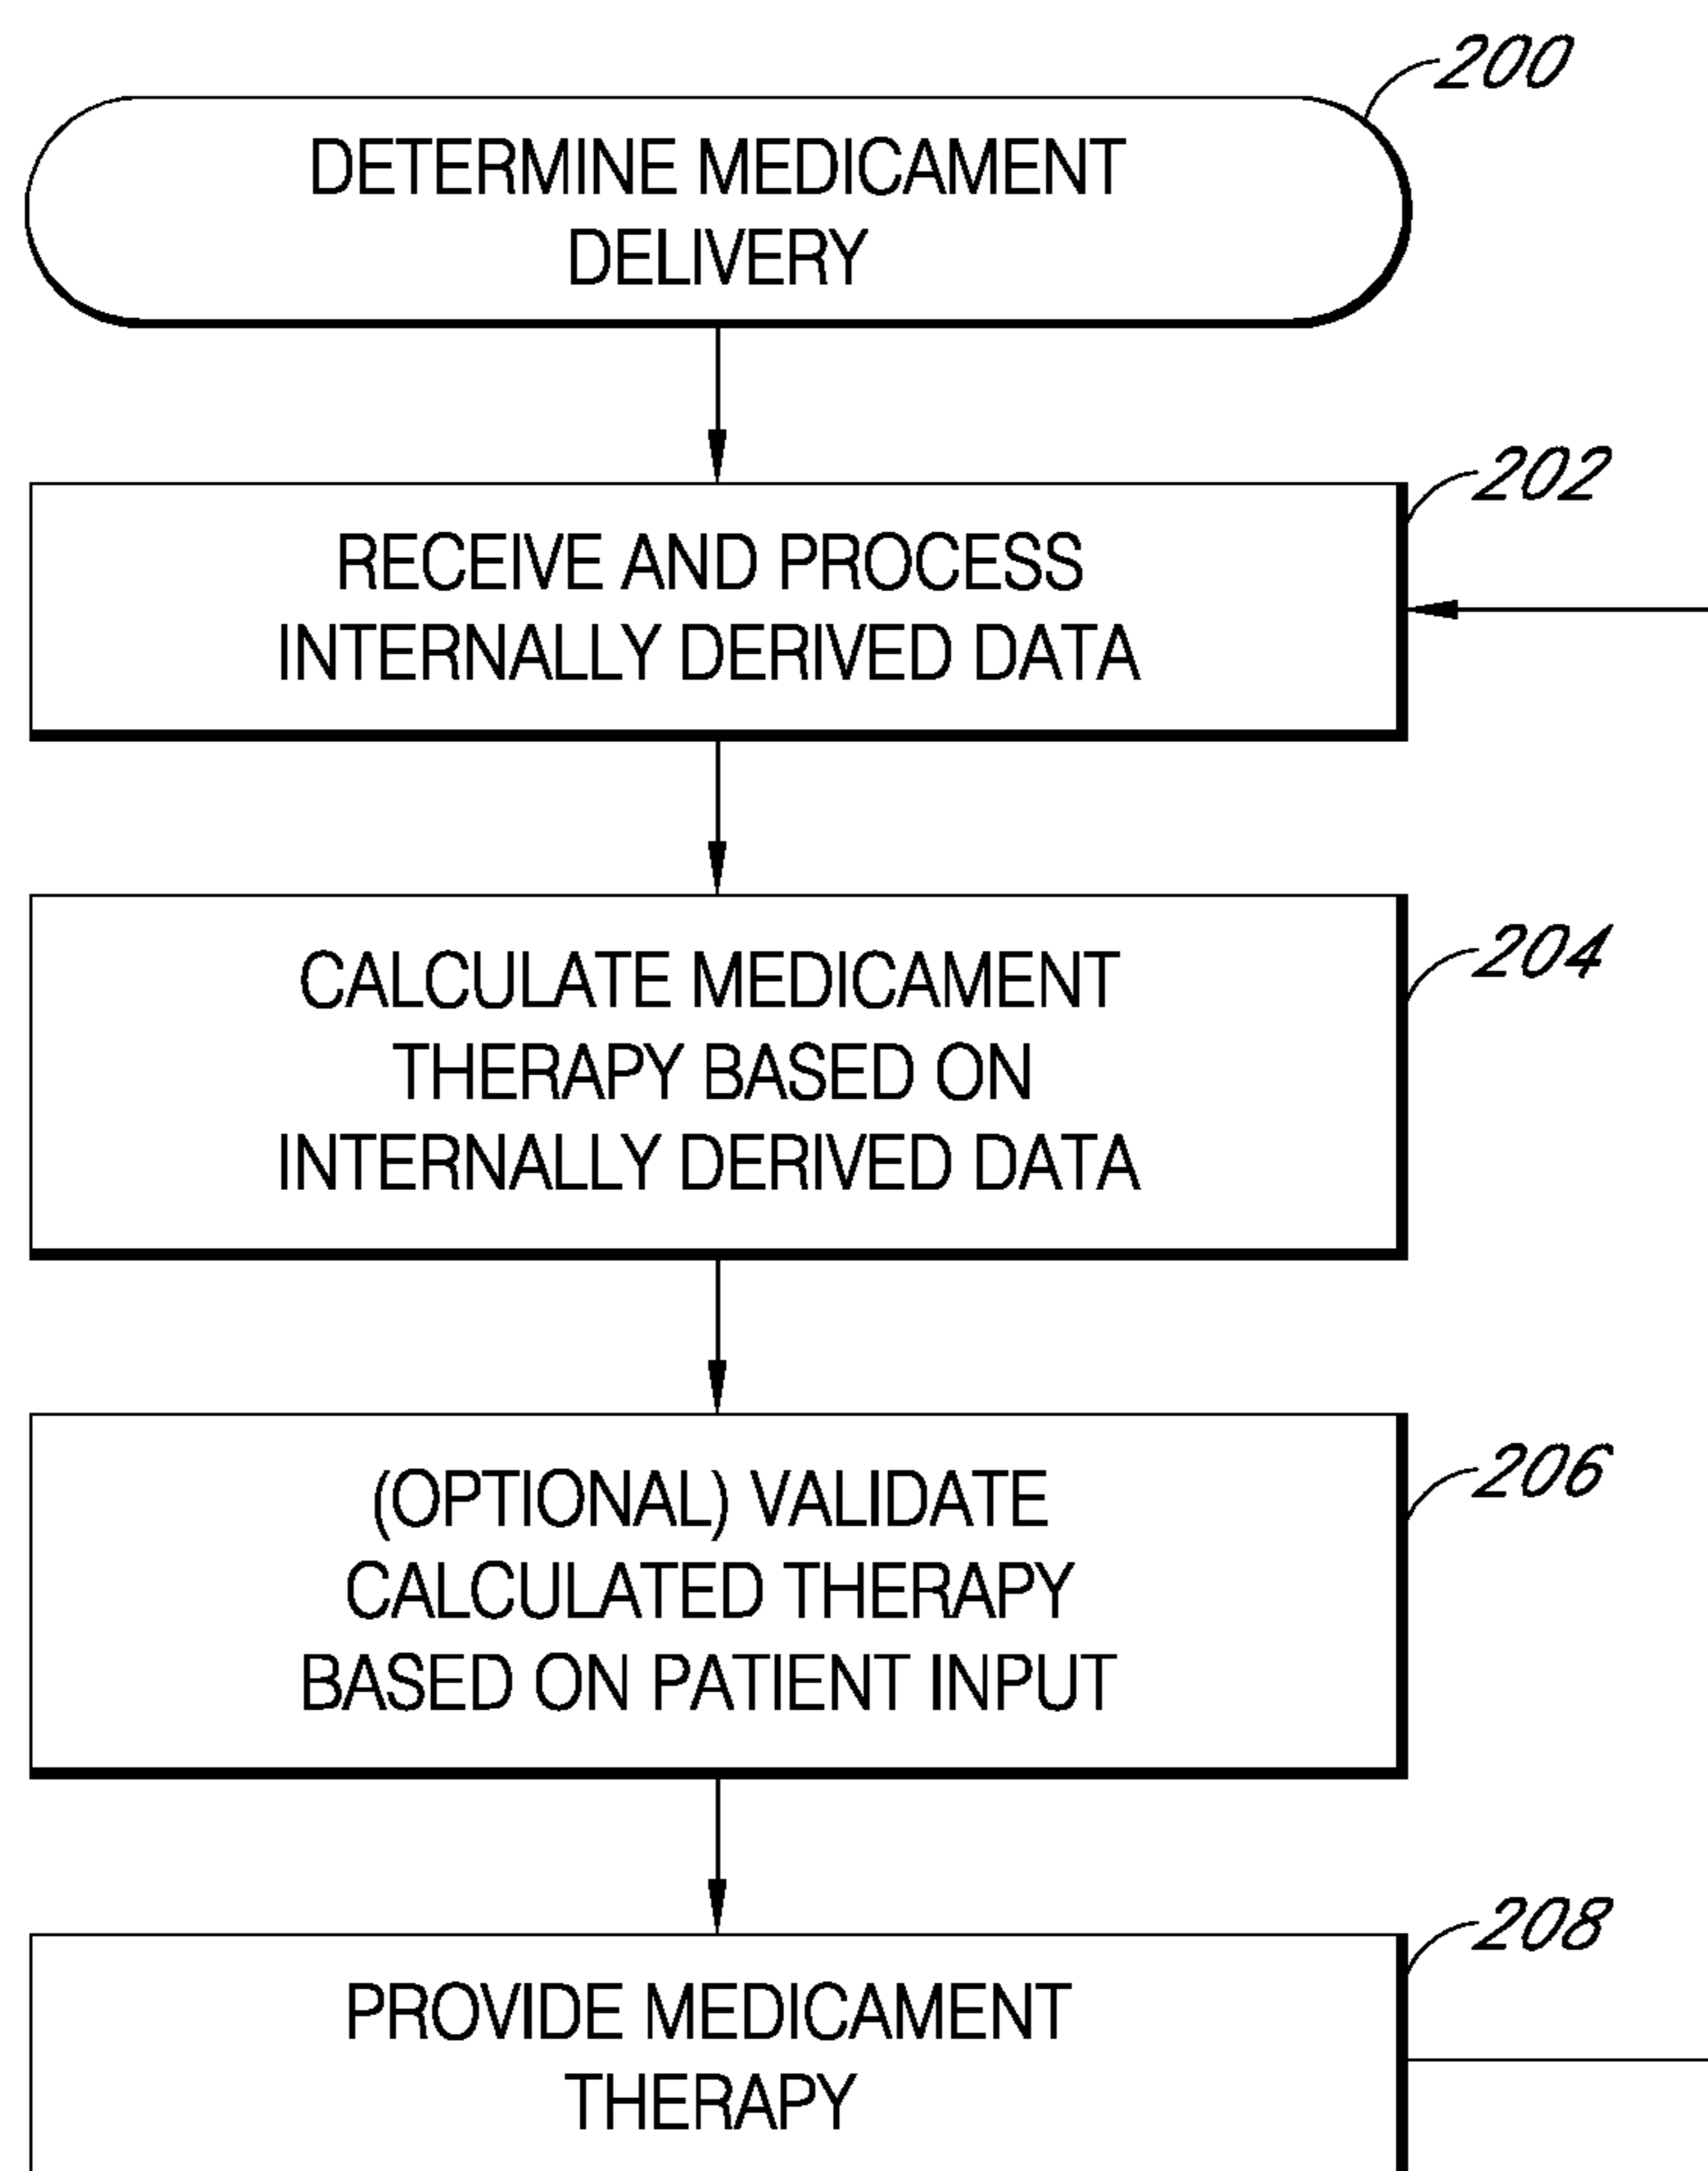 200
DETERMINE MEDICAMENT
DELIVERY
202
RECEIVE AND PROCESS
INTERNALLY DERIVED DATA
204
CALCULATE MEDICAMENT
THERAPY BASED ON
INTERNALLY DERIVED DATA
206
(OPTIONAL) VALIDATE
CALCULATED THERAPY
BASED ON PATIENT INPUT
208
PROVIDE MEDICAMENT
THERAPY